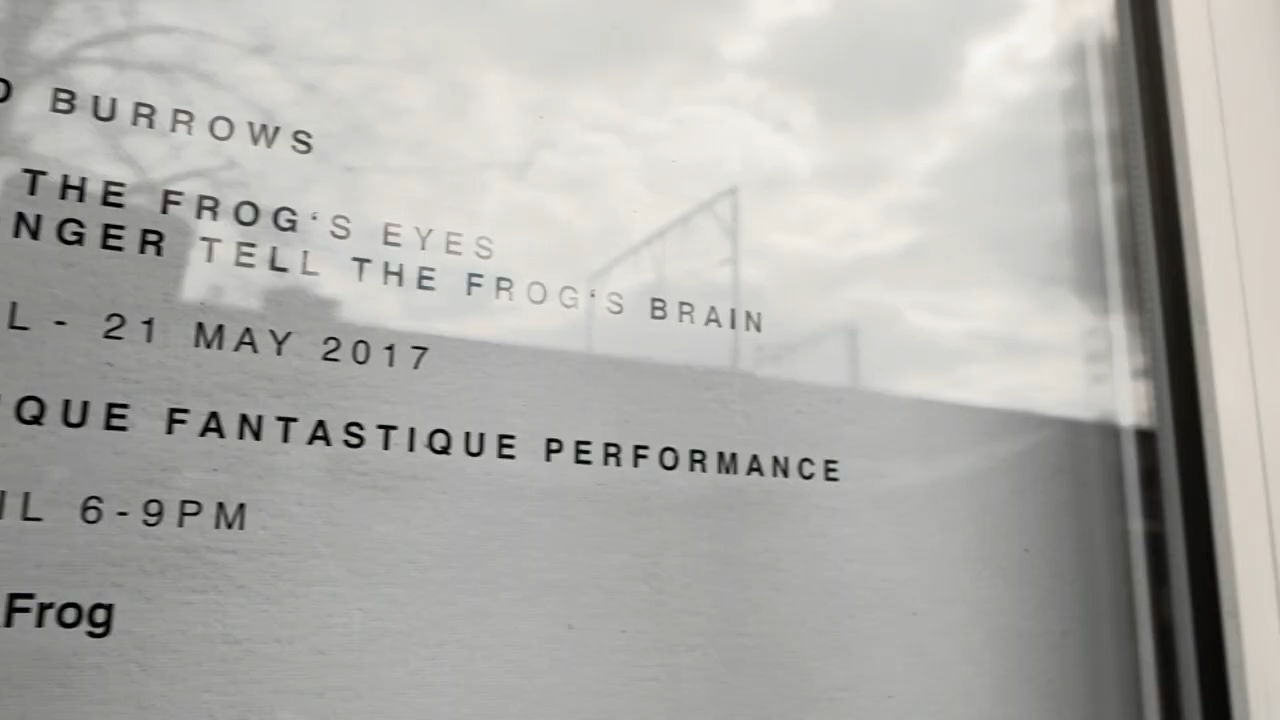 BURROWS
THE FROG‘S EYES
NGER TELL THE FROG‘S BRAIN
L - 21 MAY 2017
QUE FANTASTIQUE PERFORMANCE
IL 6-9PM
Frog